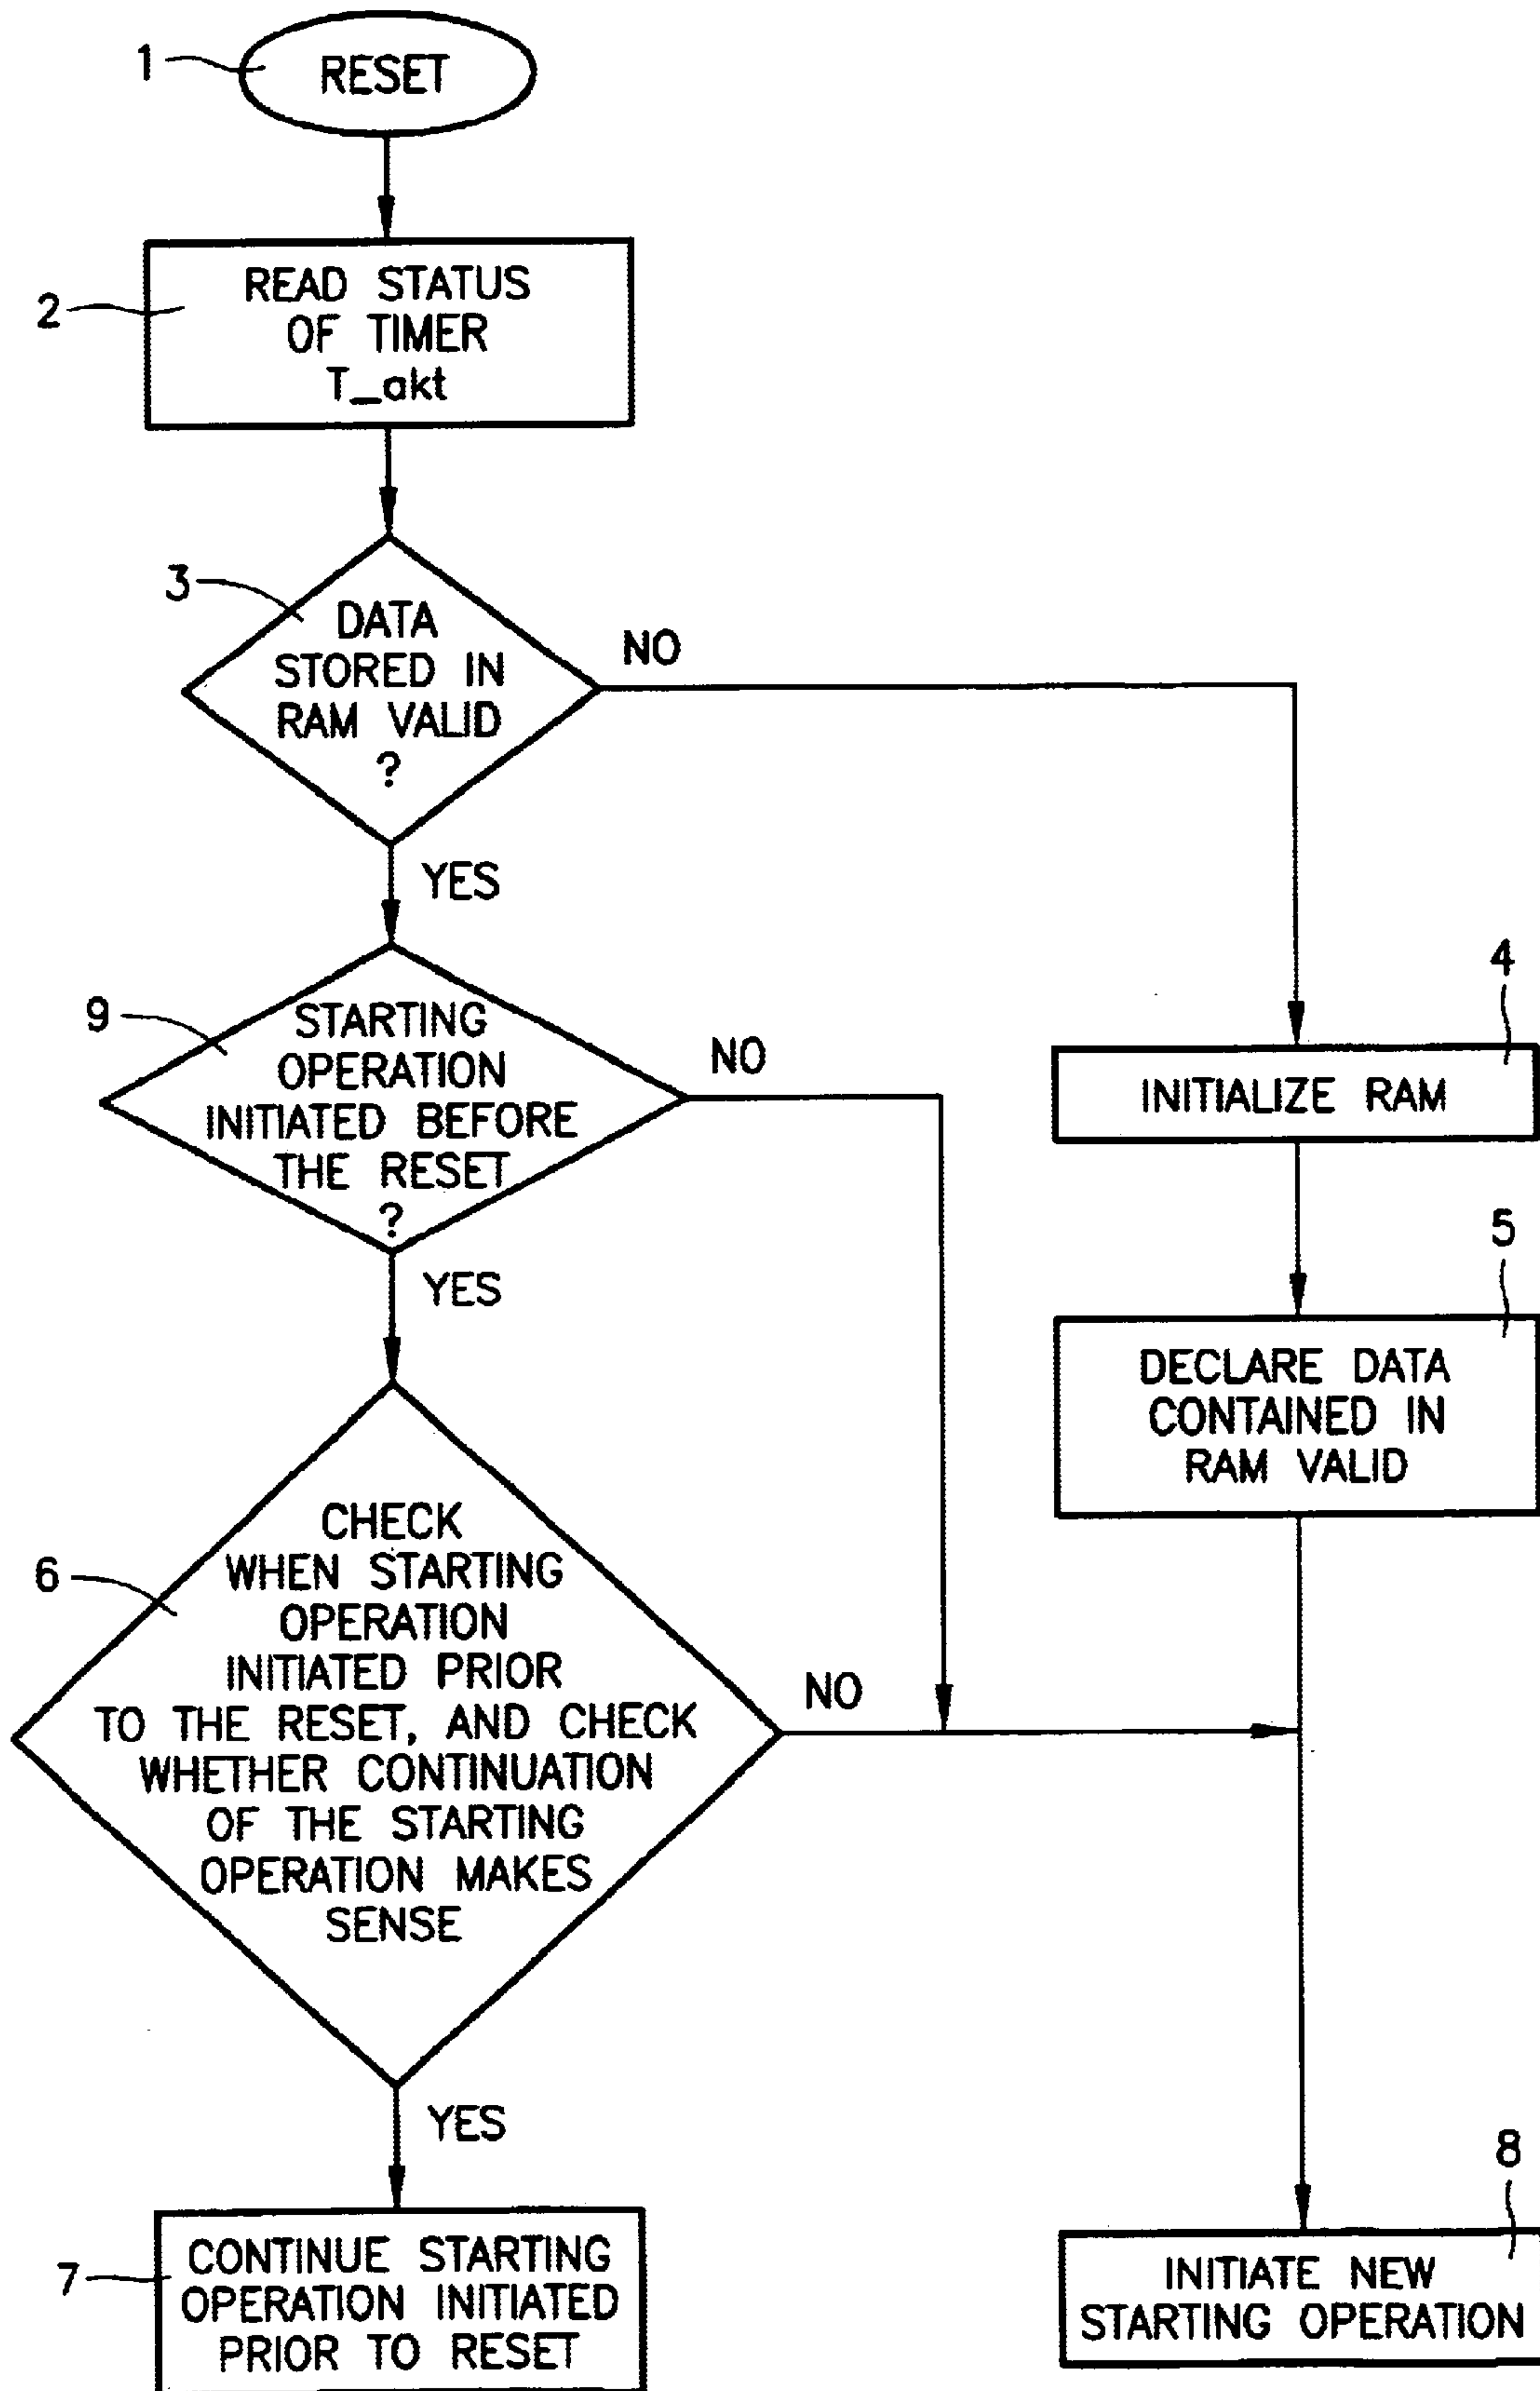 1
RESET
2
READ STATUS
OF TIMER
T_akt
3
DATA
STORED IN
RAM VALID
?
NO
YES
9
STARTING
OPERATION
INITIATED BEFORE
THE RESET
?
NO
YES
4
INITIALIZE RAM
5
DECLARE DATA
CONTAINED IN
RAM VALID
6
CHECK
WHEN STARTING
OPERATION
INITIATED PRIOR
TO THE RESET, AND CHECK
WHETHER CONTINUATION
OF THE STARTING
OPERATION MAKES
SENSE
NO
YES
7
CONTINUE STARTING
OPERATION INITIATED
PRIOR TO RESET
8
INITIATE NEW
STARTING OPERATION